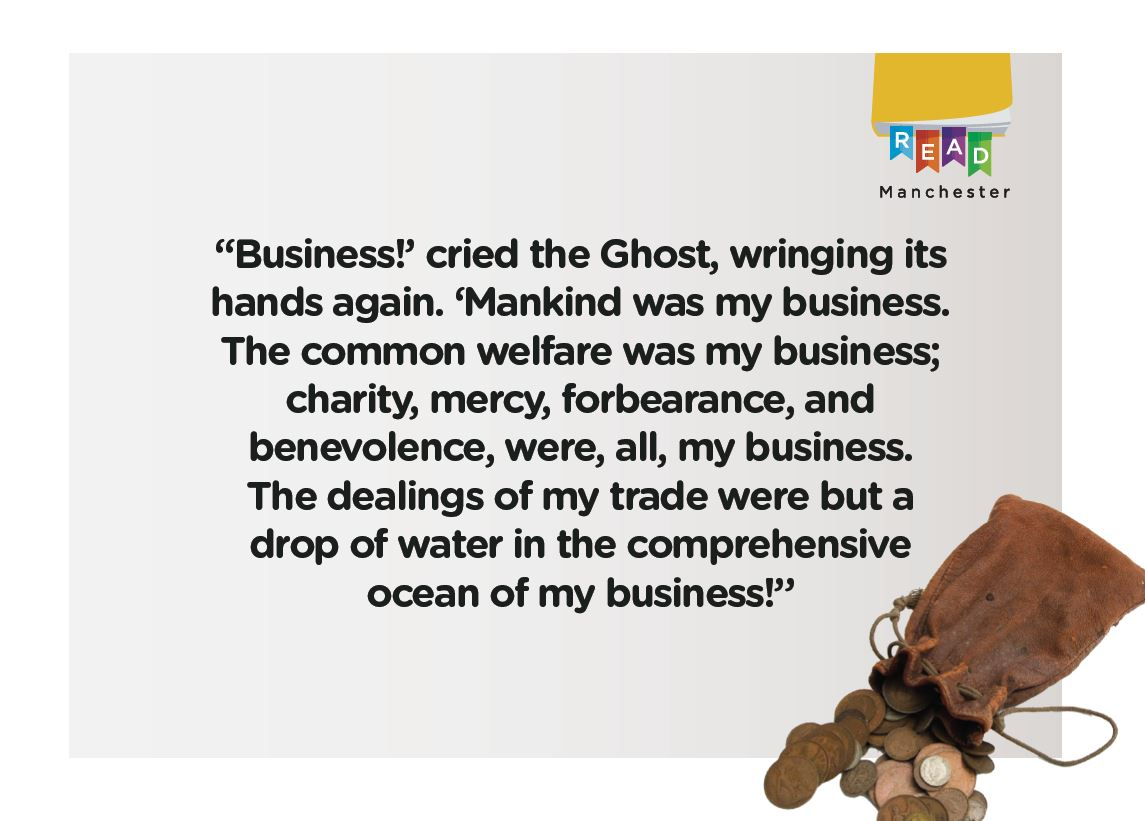 READ
Manchester
“Business!’ cried the Ghost, wringing its
hands again. ‘Mankind was my business.
The common welfare was my business;
charity, mercy, forbearance, and
benevolence, were, all, my business.
The dealings of my trade were but a
drop of water in the comprehensive
ocean of my business!”